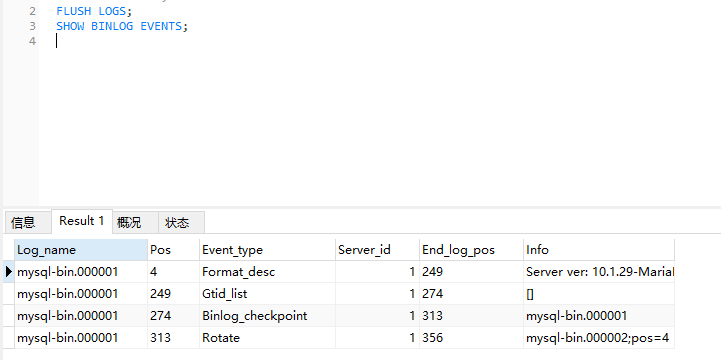 2 FLUSH LOGS;
3 SHOW BINLOG EVENTS;
4
信息 Result 1 概况 状态
Log_name Pos Event_type Server_id End_log_pos Info
mysql-bin.000001 4 Format_desc 1 249 Server ver: 10.1.29-Maria
mysql-bin.000001 249 Gtid_list 1 274 []
mysql-bin.000001 274 Binlog_checkpoint 1 313 mysql-bin.000001
mysql-bin.000001 313 Rotate 1 356 mysql-bin.000002;pos=4